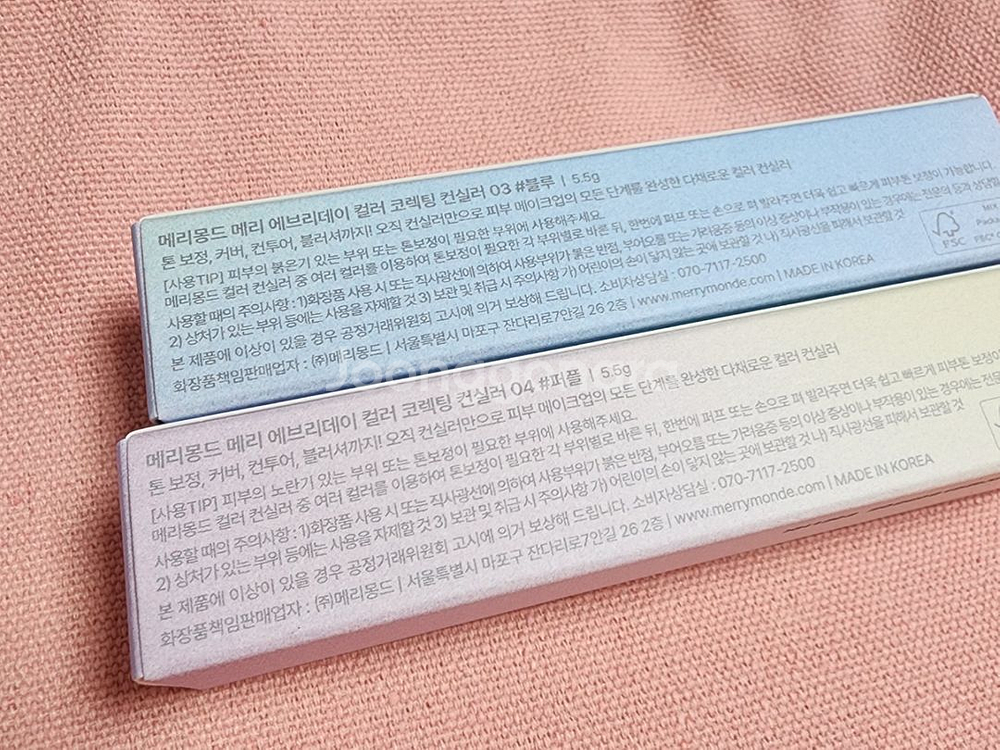 메리몽드 메리 에브리데이 컬러 코렉팅 컨실러 03 #블루 | 5.5g
톤 보정, 커버, 컨투어, 블러셔까지! 오직 컨실러만으로 피부 메이크업의 모든 단계를 완성한 다채로운 컬러 컨실러
[사용TIP] 피부의 붉은기 있는 부위 또는 톤보정이 필요한 부위에 사용해주세요.
메리몽드 컬러 컨실러 중 여러 컬러를 이용하여 톤보정이 필요한 각 부위별로 바른 뒤, 한번에 퍼프 또는 손으로 펴 발라주면 더욱 쉽고 빠르게 피부톤 보정이 가능합니다.
사용할 때의 주의사항 : 1)화장품 사용 시 또는 직사광선에 의하여 사용부위가 붉은 반점, 부어오름 또는 가려움증 등의 이상 증상이나 부작용이 있는 경우에는 전문의 등과 상담할
2) 상처가 있는 부위 등에는 사용을 자제할 것 3) 보관 및 취급 시 주의사항 가) 어린이의 손이 닿지 않는 곳에 보관할 것 나) 직사광선을 피해서 보관할 것
본 제품에 이상이 있을 경우 공정거래위원회 고시에 의거 보상해 드립니다. 소비자상담실 : 070-7117-2500
화장품책임판매업자 : (주)메리몽드 | 서울특별시 마포구 잔다리로7안길 26 2층 | www.merrymonde.com | MADE IN KOREA
FSC
메리몽드 메리 에브리데이 컬러 코렉팅 컨실러 04 #퍼플 | 5.5g
톤 보정, 커버, 컨투어, 블러셔까지! 오직 컨실러만으로 피부 메이크업의 모든 단계를 완성한 다채로운 컬러 컨실러
[사용TIP] 피부의 노란기 있는 부위 또는 톤보정이 필요한 부위에 사용해주세요.
메리몽드 컬러 컨실러 중 여러 컬러를 이용하여 톤보정이 필요한 각 부위별로 바른 뒤, 한번에 퍼프 또는 손으로 펴 발라주면 더욱 쉽고 빠르게 피부톤 보정이
사용할 때의 주의사항 : 1)화장품 사용 시 또는 직사광선에 의하여 사용부위가 붉은 반점, 부어오름 또는 가려움증 등의 이상 증상이나 부작용이 있는 경우에는 전문
2) 상처가 있는 부위 등에는 사용을 자제할 것 3) 보관 및 취급 시 주의사항 가) 어린이의 손이 닿지 않는 곳에 보관할 것 나) 직사광선을 피해서 보관할 것
본 제품에 이상이 있을 경우 공정거래위원회 고시에 의거 보상해 드립니다. 소비자상담실 : 070-7117-2500
화장품책임판매업자 : (주)메리몽드 | 서울특별시 마포구 잔다리로7안길 26 2층 | www.merrymonde.com | MADE IN KOREA
Joonggonara